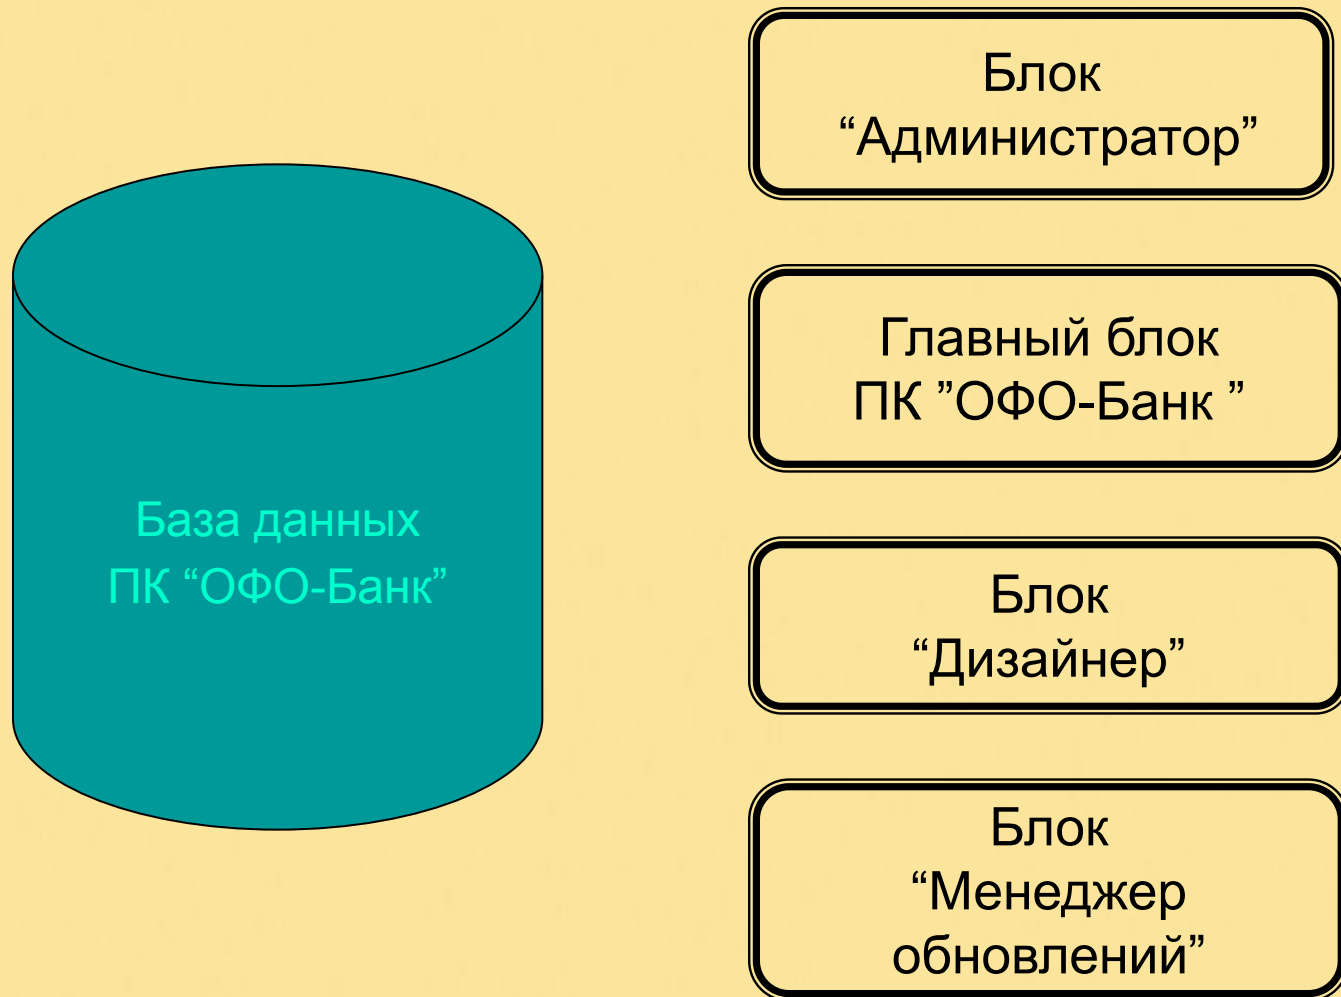 База данных
ПК “ОФО-Банк”
Блок
“Администратор”
Главный блок
ПК ”ОФО-Банк ”
Блок
“Дизайнер”
Блок
“Менеджер
обновлений”